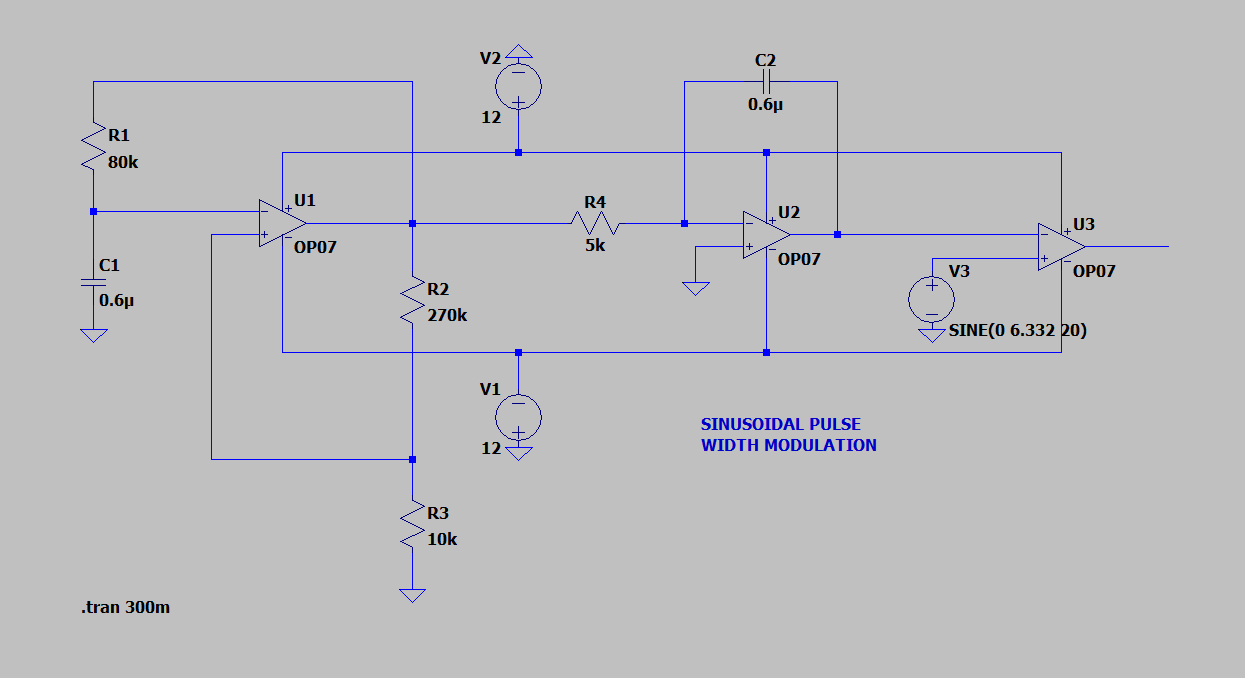 V2
12
C2
0.6µ
R1
80k
U1
OP07
R4
5k
U2
OP07
U3
OP07
C1
0.6µ
R2
270k
V3
SINE(0 6.332 20)
V1
12
SINUSOIDAL PULSE
WIDTH MODULATION
R3
10k
.tran 300m